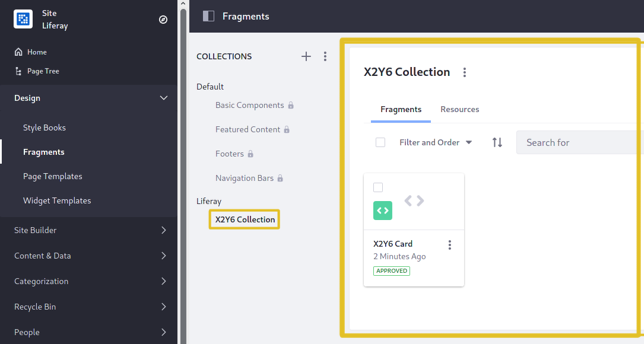 Site
Liferay
Home
Page Tree
Design
Style Books
Fragments
Page Templates
Widget Templates
Site Builder
Content & Data
Categorization
Recycle Bin
People
Fragments
COLLECTIONS
Default
Basic Components
Featured Content
Footers
Navigation Bars
Liferay
X2Y6 Collection
X2Y6 Collection
Fragments Resources
Filter and Order
Search for
X2Y6 Card
2 Minutes Ago
APPROVED